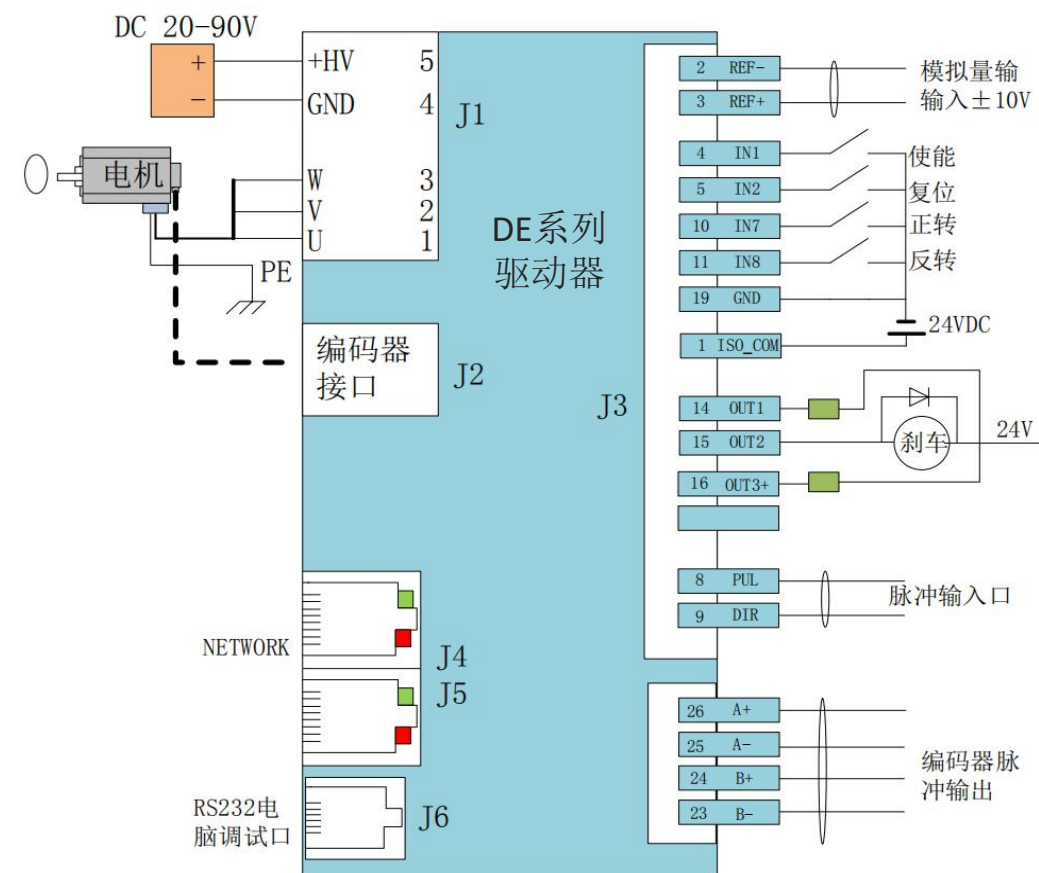 DC 20-90V
+
−
+HV 5
GND 4
J1
W 3
V 2
U 1
电机
PE
编码器
接口
J2
DE系列
驱动器
J3
2 REF-
3 REF+
模拟量输
输入±10V
4 IN1
使能
5 IN2
复位
10 IN7
正转
11 IN8
反转
19 GND
24VDC
1 ISO_COM
14 OUT1
15 OUT2
刹车
24V
16 OUT3+
8 PUL
9 DIR
脉冲输入口
NETWORK
J4
J5
26 A+
25 A-
24 B+
23 B-
编码器脉
冲输出
RS232电
脑调试口
J6